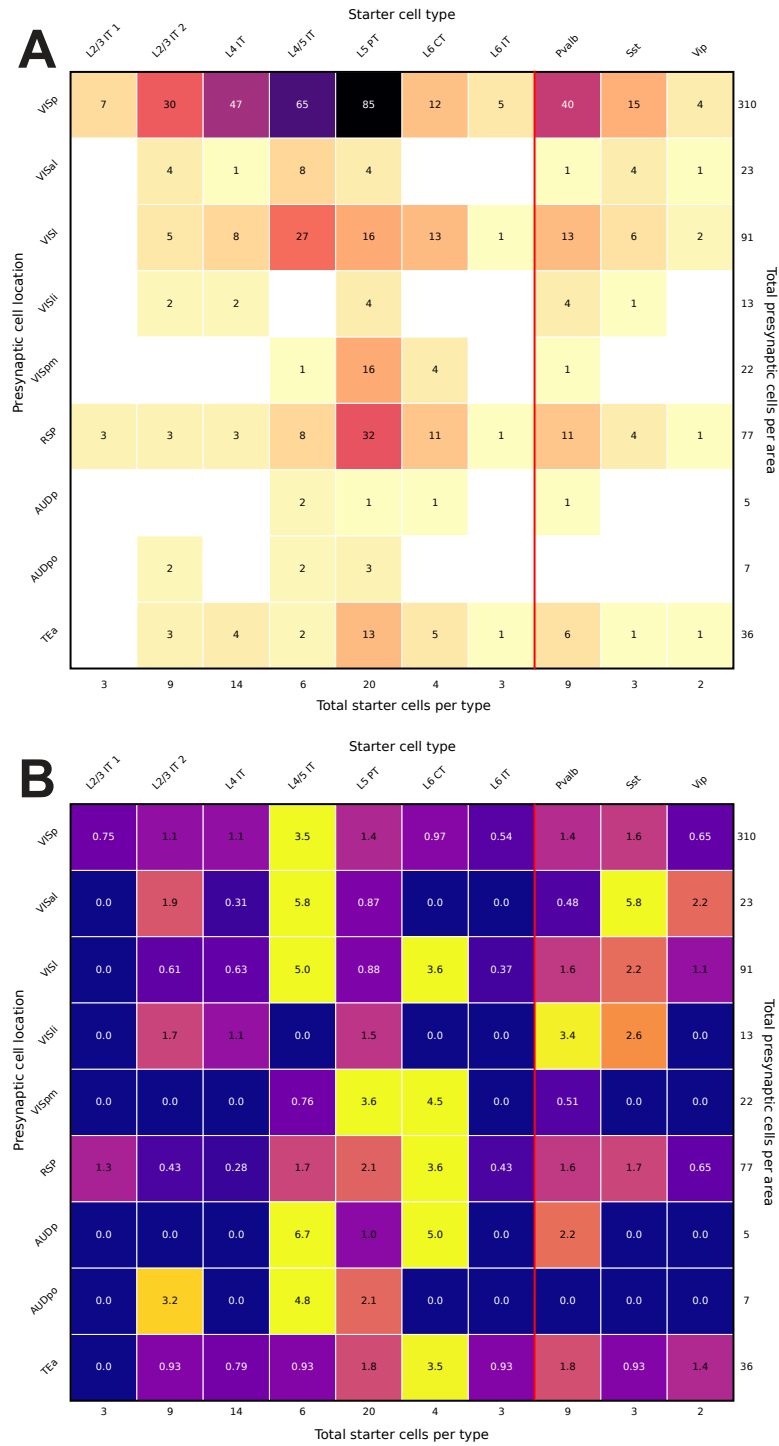 A
Starter cell type
L2/3 IT 1 L2/3 IT 2 L4 IT L4/5 IT L5 PT L6 CT L6 IT Pvalb Sst Vip
Presynaptic cell location
VISp 7 30 47 65 85 12 5 40 15 4 310
VISal 4 1 8 4 1 4 1 23
VISl 5 8 27 16 13 1 13 6 2 91
VISli 2 2 4 4 1 13
VISpm 1 16 4 1 22
RSP 3 3 3 8 32 11 1 11 4 1 77
AUDp 2 1 1 1 5
AUDpo 2 2 3 7
TEa 3 4 2 13 5 1 6 1 1 36
Total presynaptic cells per area
3 9 14 6 20 4 3 9 3 2
Total starter cells per type
B
Starter cell type
L2/3 IT 1 L2/3 IT 2 L4 IT L4/5 IT L5 PT L6 CT L6 IT Pvalb Sst Vip
Presynaptic cell location
VISp 0.75 1.1 1.1 3.5 1.4 0.97 0.54 1.4 1.6 0.65 310
VISal 0.0 1.9 0.31 5.8 0.87 0.0 0.0 0.48 5.8 2.2 23
VISl 0.0 0.61 0.63 5.0 0.88 3.6 0.37 1.6 2.2 1.1 91
VISli 0.0 1.7 1.1 0.0 1.5 0.0 0.0 3.4 2.6 0.0 13
VISpm 0.0 0.0 0.0 0.76 3.6 4.5 0.0 0.51 0.0 0.0 22
RSP 1.3 0.43 0.28 1.7 2.1 3.6 0.43 1.6 1.7 0.65 77
AUDp 0.0 0.0 0.0 6.7 1.0 5.0 0.0 2.2 0.0 0.0 5
AUDpo 0.0 3.2 0.0 4.8 2.1 0.0 0.0 0.0 0.0 0.0 7
TEa 0.0 0.93 0.79 0.93 1.8 3.5 0.93 1.8 0.93 1.4 36
Total presynaptic cells per area
3 9 14 6 20 4 3 9 3 2
Total starter cells per type